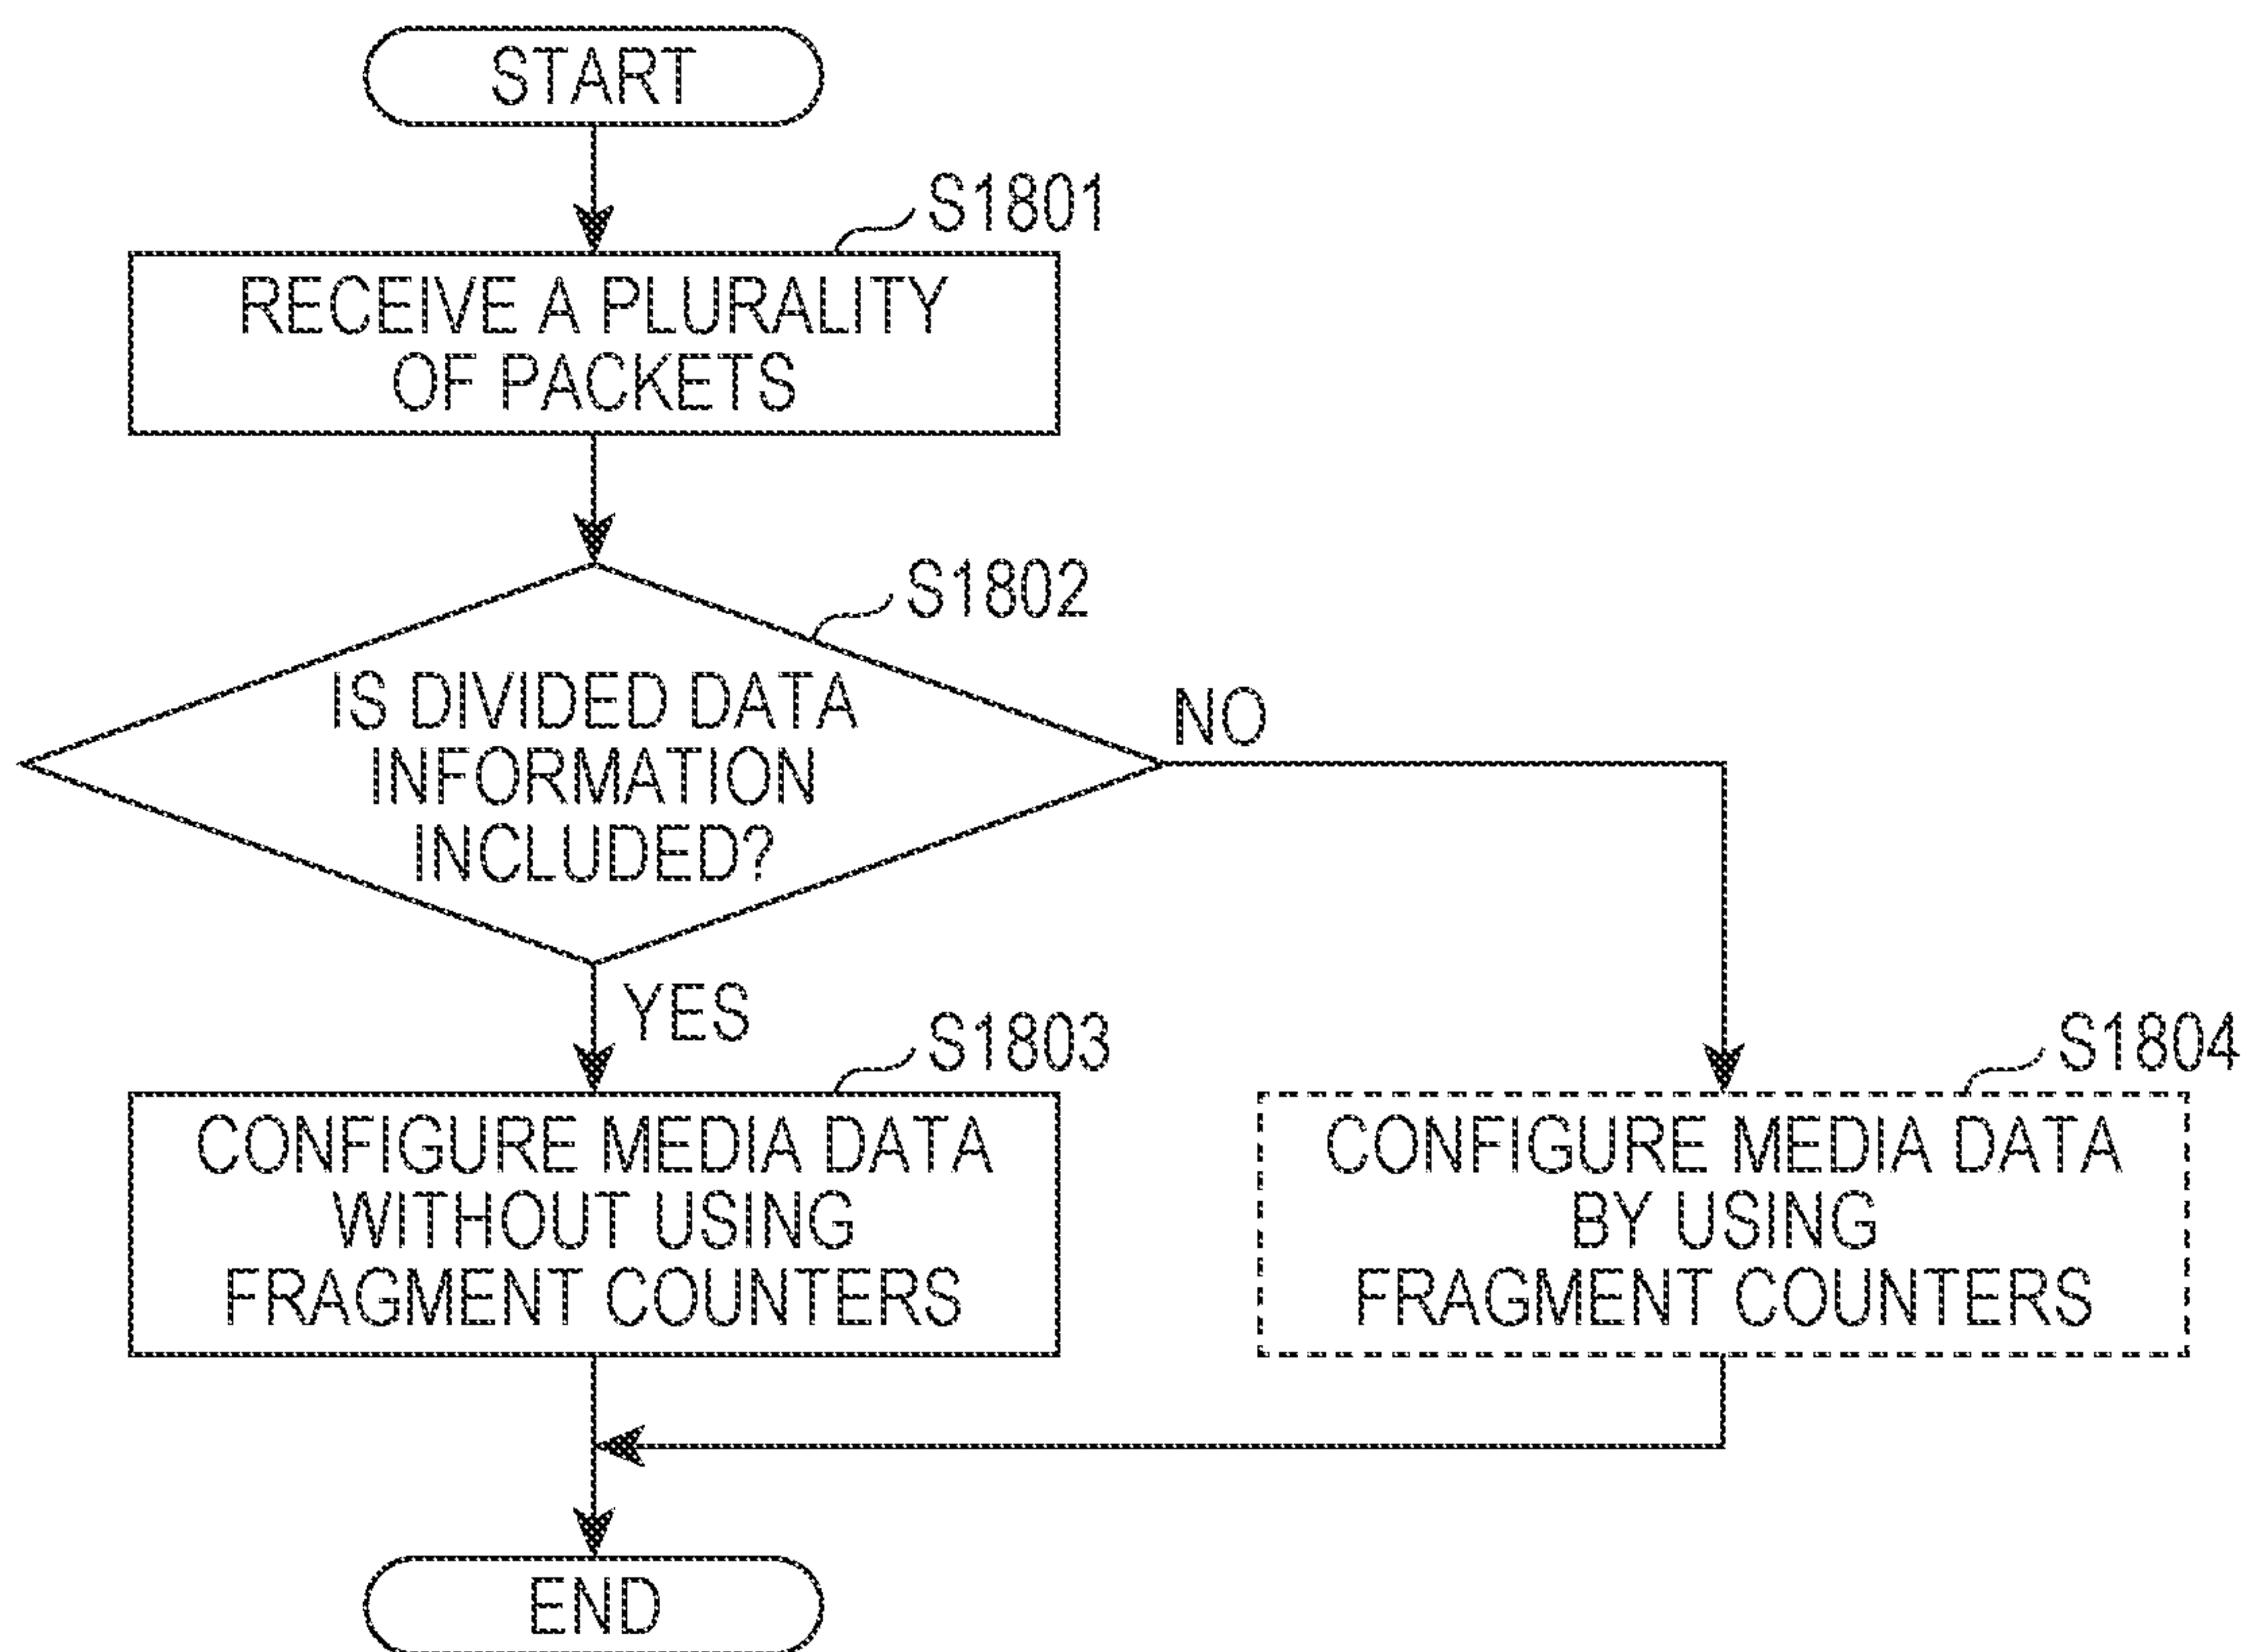 START
S1801
RECEIVE A PLURALITY
OF PACKETS
S1802
IS DIVIDED DATA
INFORMATION
INCLUDED?
NO
YES
S1803
CONFIGURE MEDIA DATA
WITHOUT USING
FRAGMENT COUNTERS
S1804
CONFIGURE MEDIA DATA
BY USING
FRAGMENT COUNTERS
END